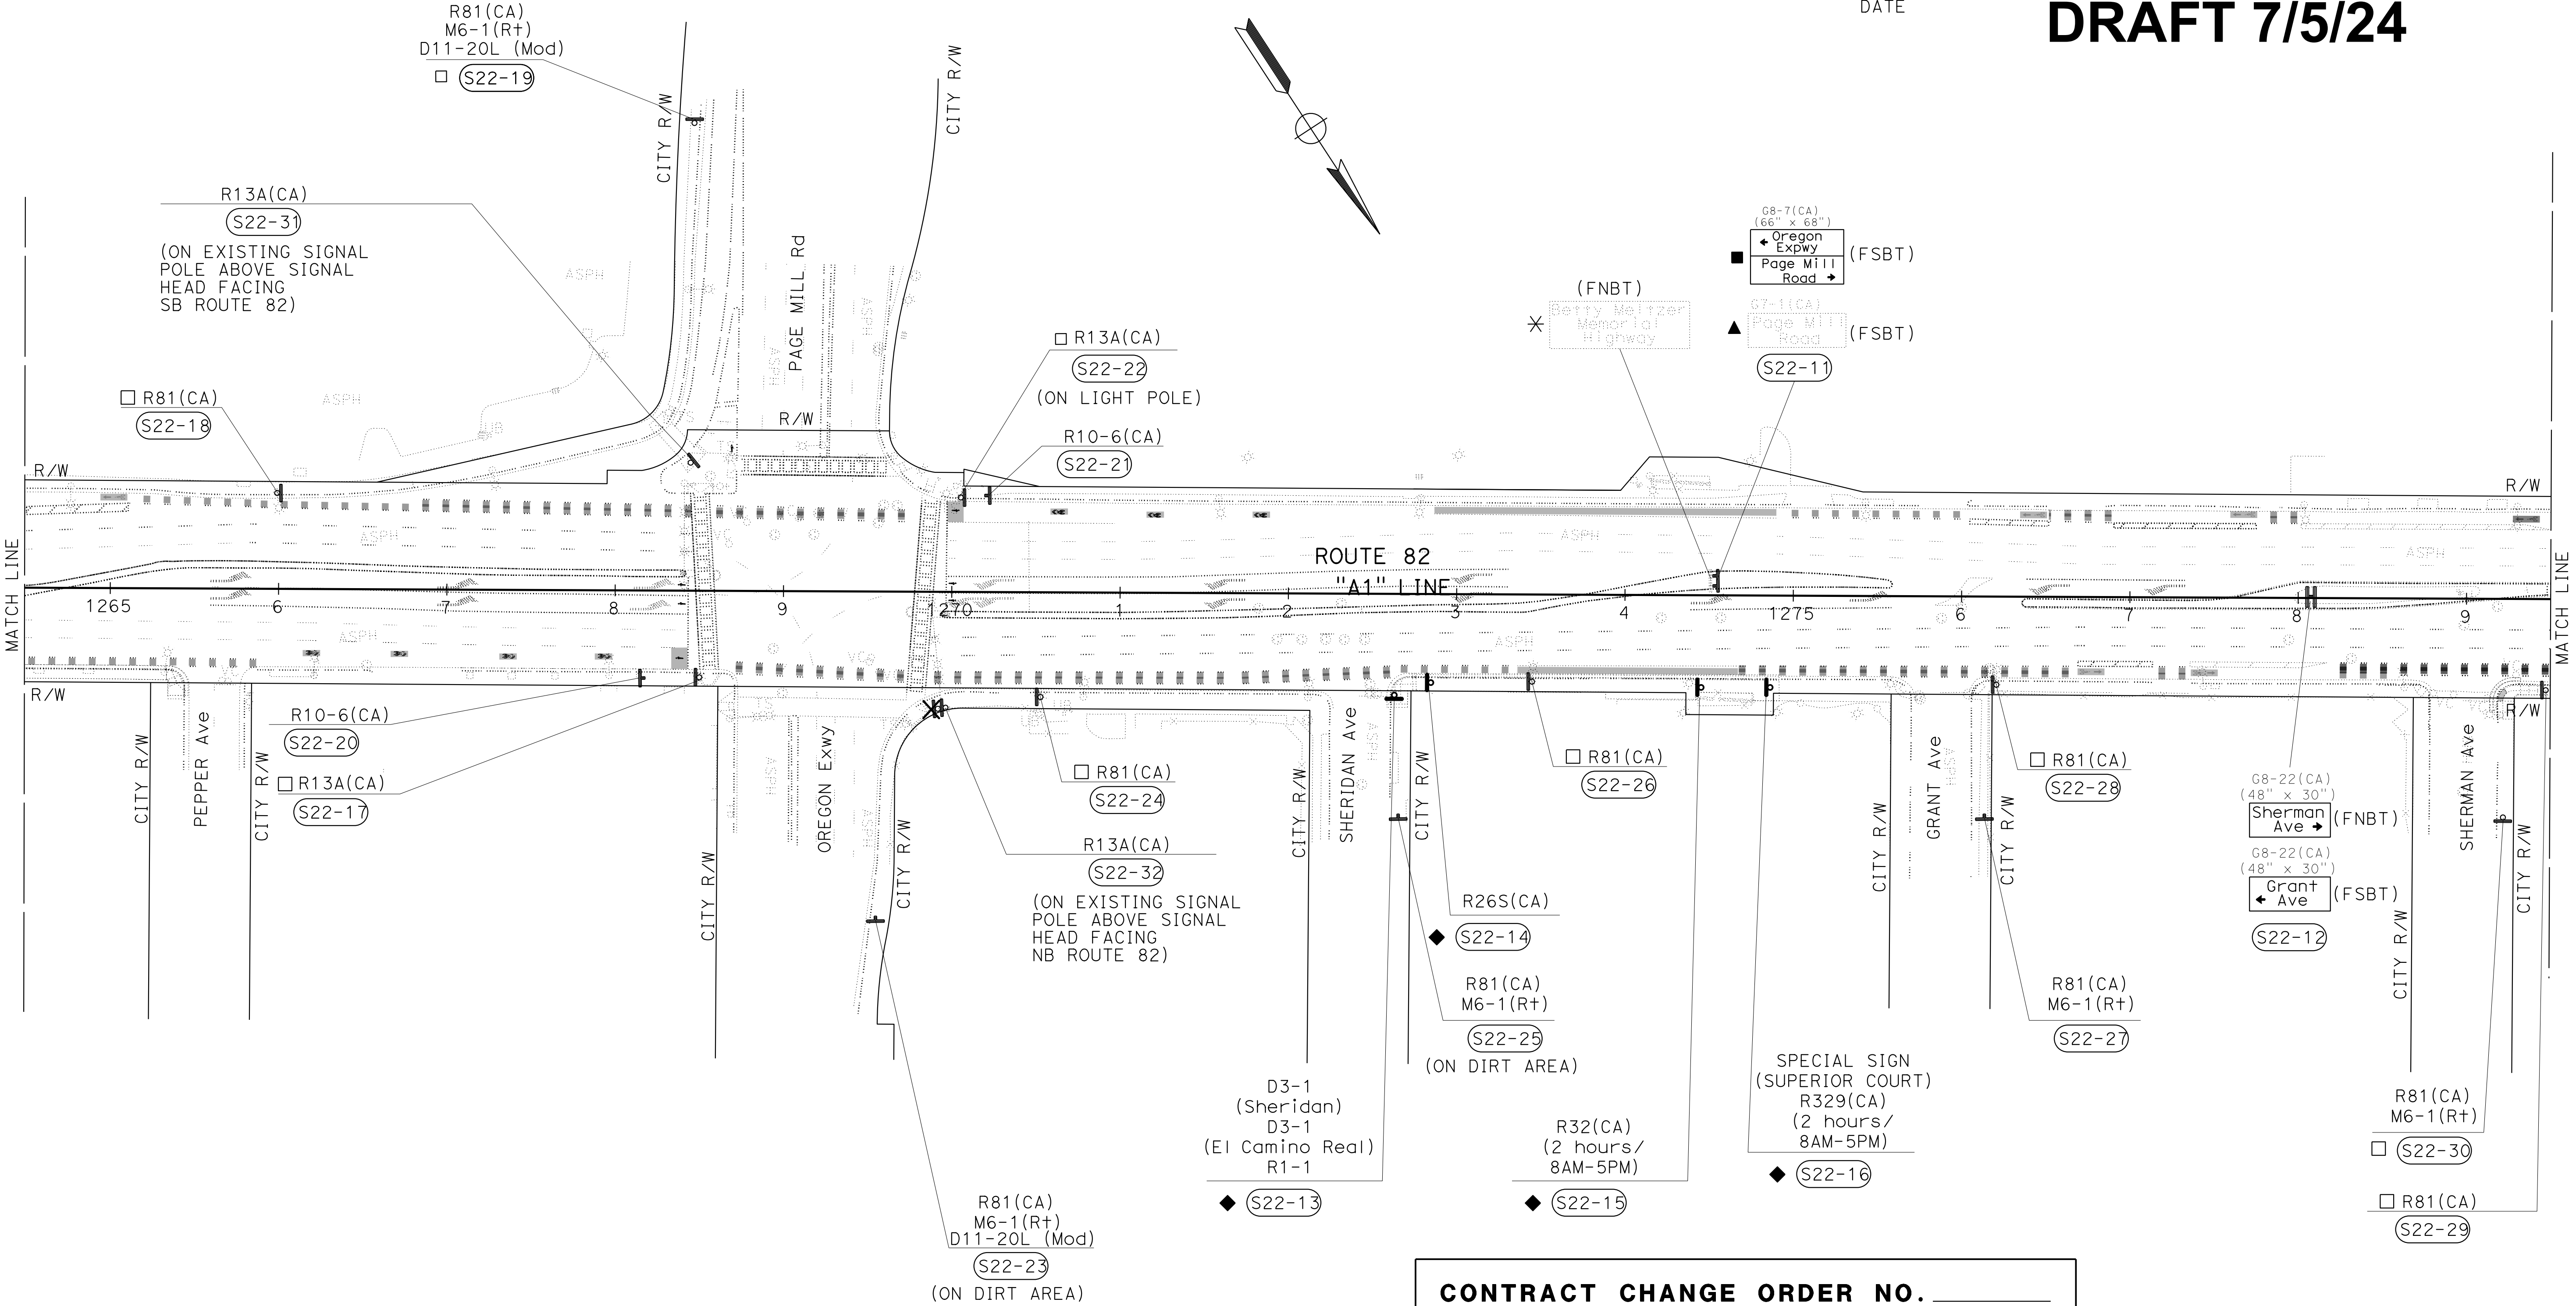 DATE
DRAFT 7/5/24
R81(CA)
M6-1(Rt)
D11-20L (Mod)
S22-19
CITY R/W
CITY R/W
R13A(CA)
S22-31
(ON EXISTING SIGNAL
POLE ABOVE SIGNAL
HEAD FACING
SB ROUTE 82)
ASPH
PAGE MILL Rd
ASPH
ASPH
G8-7(CA)
(66" x 68")
Oregon
Expwy
Page Mill
Road
(FSBT)
(FNBT)
Betty Meltzer
Memorial
Highway
G7-1(CA)
Page Mill
Road
(FSBT)
S22-11
R13A(CA)
S22-22
(ON LIGHT POLE)
R10-6(CA)
S22-21
R81(CA)
S22-18
ASPH
R/W
R/W
R/W
MATCH LINE
MATCH LINE
ASPH
ASPH
ASPH
ROUTE 82
"A1" LINE
1265
6
7
8
9
1270
1
2
3
4
1275
6
7
8
9
ASPH
ASPH
R/W
R/W
R10-6(CA)
S22-20
R13A(CA)
S22-17
CITY R/W
PEPPER Ave
CITY R/W
CITY R/W
ASPH
OREGON Exwy
ASPH
CITY R/W
R81(CA)
S22-24
R13A(CA)
S22-32
(ON EXISTING SIGNAL
POLE ABOVE SIGNAL
HEAD FACING
NB ROUTE 82)
CITY R/W
SHERIDAN Ave
ASPH
CITY R/W
R81(CA)
S22-26
R26S(CA)
S22-14
R81(CA)
M6-1(Rt)
S22-25
(ON DIRT AREA)
CITY R/W
GRANT Ave
ASPH
CITY R/W
R81(CA)
S22-28
R81(CA)
M6-1(Rt)
S22-27
G8-22(CA)
(48" x 30")
Sherman
Ave
(FNBT)
G8-22(CA)
(48" x 30")
Grant
Ave
(FSBT)
S22-12
CITY R/W
SHERMAN Ave
CITY R/W
D3-1
(Sheridan)
D3-1
(El Camino Real)
R1-1
S22-13
R32(CA)
(2 hours/
8AM-5PM)
S22-15
SPECIAL SIGN
(SUPERIOR COURT)
R329(CA)
(2 hours/
8AM-5PM)
S22-16
R81(CA)
M6-1(Rt)
S22-30
R81(CA)
S22-29
R81(CA)
M6-1(Rt)
D11-20L (Mod)
S22-23
(ON DIRT AREA)
CONTRACT CHANGE ORDER NO.